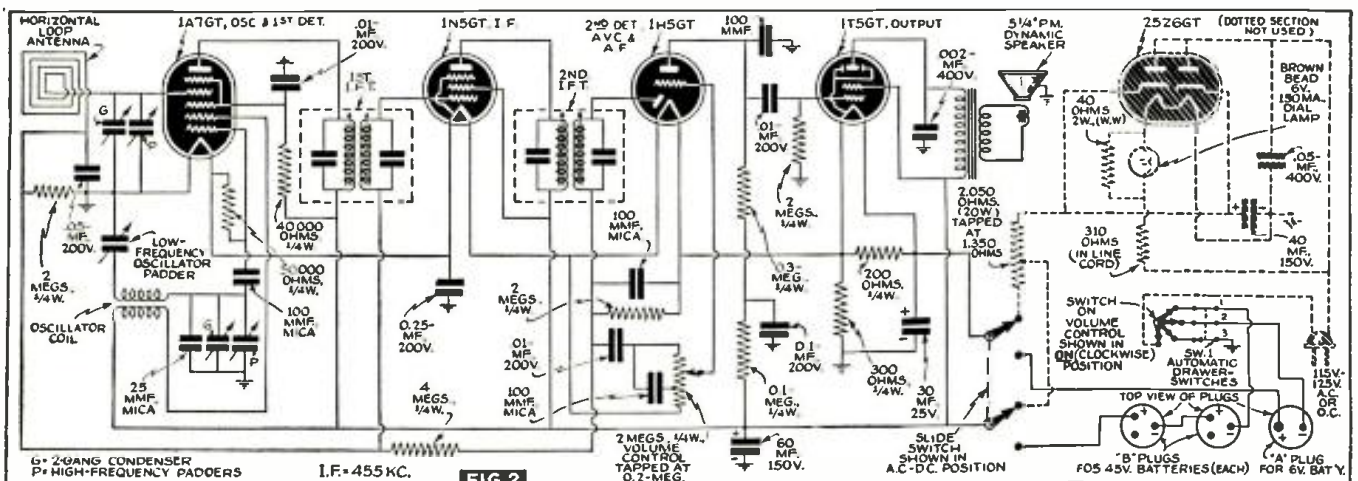 HORIZONTAL
LOOP
ANTENNA
1A7GT, OSC & 1ST DET.
.01-
MF.
200V.
1ST.
I.F.T.
1N5GT, I.F.
2ND
I.F.T.
2ND DET.
A.V.C &
A F
1H5GT
100
MMF.
.01-
MF.
200V.
1T5GT, OUTPUT
.002-
MF.
400V.
5 1/4" P.M.
DYNAMIC
SPEAKER
25Z6GT
(DOTTED SECTION
NOT USED)
BROWN
BEAD
6V.
150MA.
DIAL
LAMP
40
OHMS
2W.(W.W)
.05-
MF.
400V.
G
P
2
MEGS.,
1/4W.
.05-
MF.
200V.
LOW-
FREQUENCY
OSCILLATOR
PADDER
OSCILLATOR
COIL
25
MMF.
MICA
G
P
OHMS,
1/4W.
100
MMF.
MICA
40,000
OHMS
1/4W.
0.25-
MF.
200V.
4
MEGS.,
1/4W.
100
MMF.
MICA
2
MEGS.
1/4W.
.01-
MF.
200V.
100
MMF.
MICA
2 MEGS, 1/4W.,
VOLUME
CONTROL
TAPPED AT
0.2-MEG.
0.3-
MEG.,
1/4W.
0.1-
MF.
200V.
0.1-
MEG.,
1/4W.
60
MF.
150V.
2
MEGS.,
1/4W.
200
OHMS,
1/4W.
300
OHMS,
1/4W.
30
MF.
25V.
2,050
OHMS.
(20W)
TAPPED
AT
1,350
OHMS
SLIDE
SWITCH
SHOWN IN
A.C-D.C. POSITION
310
OHMS
(IN LINE
CORD)
40
MF.
150V.
SWITCH
ON
VOLUME
CONTROL
SHOWN IN
ON (CLOCKWISE)
POSITION
1
2
3
SW.1
AUTOMATIC
DRAWER-
SWITCHES
115V.-
125V.
A.C.
OR
D.C.
TOP VIEW OF PLUGS
"B" PLUGS
FOS 45V. BATTERIES (EACH)
"A" PLUG
FOR 6V. BAT'Y.
G= 2-GANG CONDENSER
P= HIGH-FREQUENCY PADDERS
I.F.= 455 KC.
FIG. 2